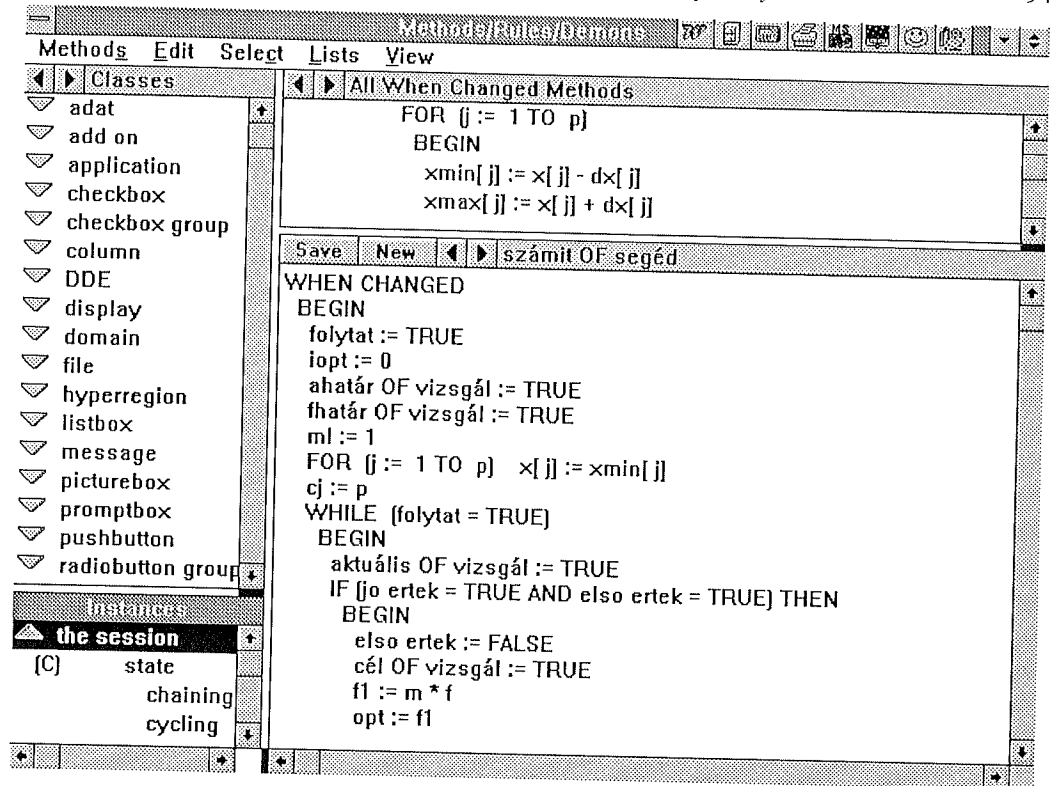 Methods/Rules/Demons
Methods Edit Select Lists View
Classes
adat
add on
application
checkbox
checkbox group
column
DDE
display
domain
file
hyperregion
listbox
message
picturebox
promptbox
pushbutton
radiobutton group
Instances
the session
(C) state
chaining
cycling
All When Changed Methods
FOR (j := 1 TO p)
BEGIN
xmin[ j] := x[ j] - dx[ j]
xmax[ j] := x[ j] + dx[ j]
Save New számit OF segéd
WHEN CHANGED
BEGIN
folytat := TRUE
iopt := 0
ahatár OF vizsgál := TRUE
fhatár OF vizsgál := TRUE
ml := 1
FOR (j := 1 TO p) x[ j] := xmin[ j]
cj := p
WHILE (folytat = TRUE)
BEGIN
aktuális OF vizsgál := TRUE
IF (jo ertek = TRUE AND elso ertek = TRUE) THEN
BEGIN
elso ertek := FALSE
cél OF vizsgál := TRUE
f1 := m * f
opt := f1